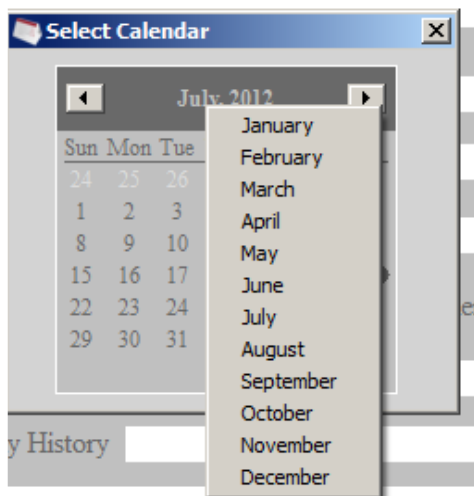 Select Calendar
July, 2012
Sun Mon Tue
24 25 26
1 2 3
8 9 10
15 16 17
22 23 24
29 30 31
January
February
March
April
May
June
July
August
September
October
November
December
y History